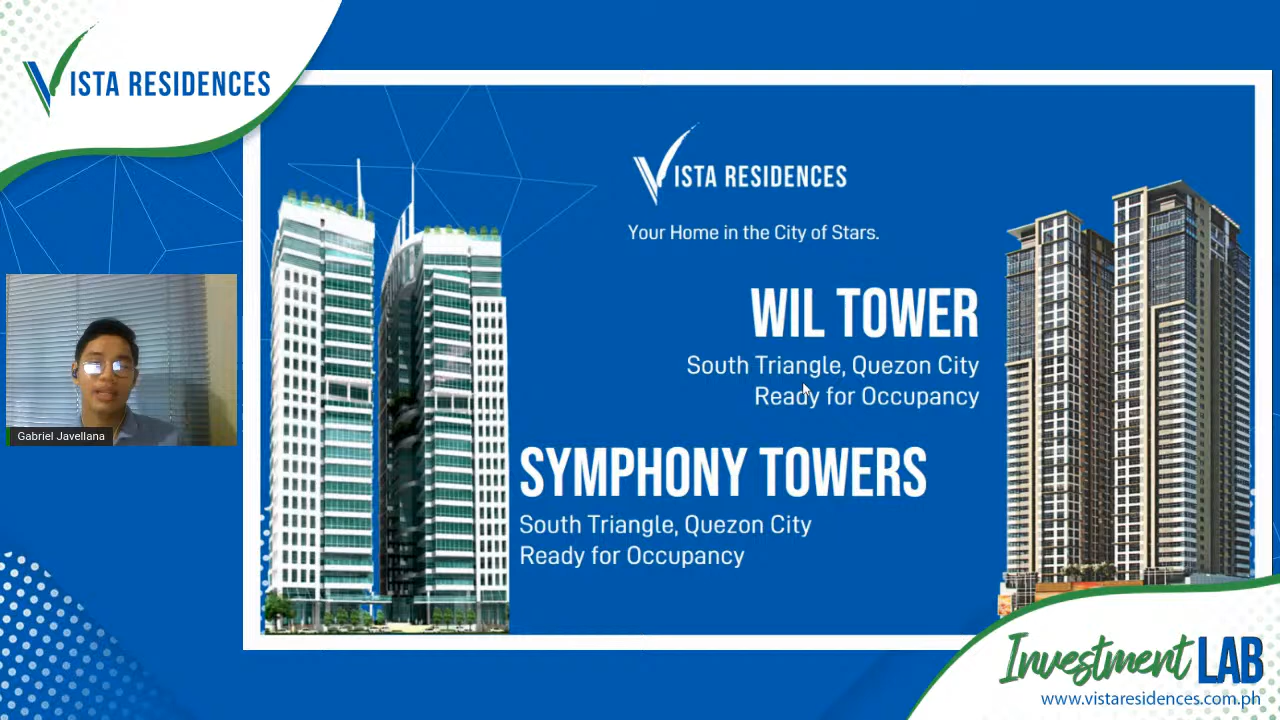 VISTA RESIDENCES
VISTA RESIDENCES
Your Home in the City of Stars.
WIL TOWER
South Triangle, Quezon City
Ready for Occupancy
SYMPHONY TOWERS
South Triangle, Quezon City
Ready for Occupancy
Gabriel Javellana
Investment LAB
www.vistaresidences.com.ph